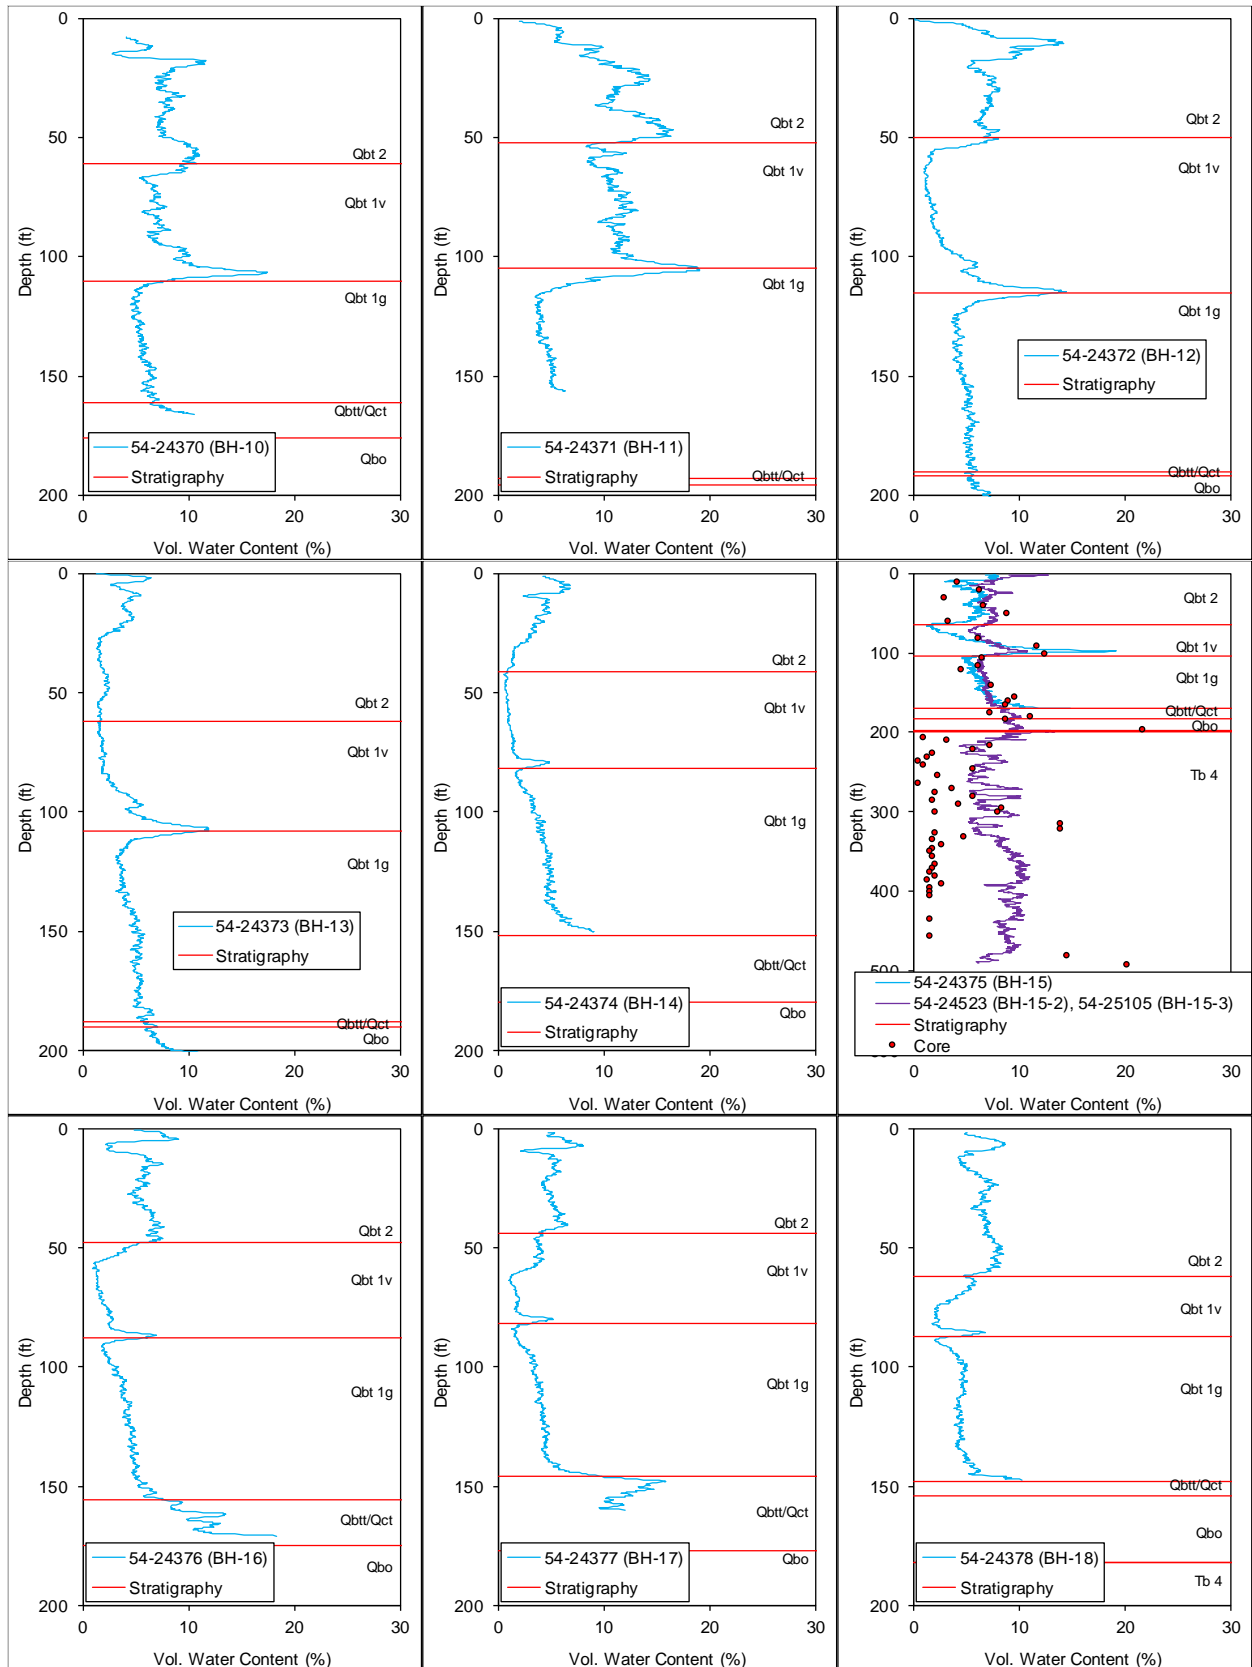 0
50
100
150
200
Depth (ft)
Qbt 2
Qbt 1v
Qbt 1g
Qbtt/Qct
Qbo
54-24370 (BH-10)
Stratigraphy
0 10 20 30
Vol. Water Content (%)
0
50
100
150
200
Depth (ft)
Qbt 2
Qbt 1v
Qbt 1g
Qbtt/Qct
54-24371 (BH-11)
Stratigraphy
0 10 20 30
Vol. Water Content (%)
0
50
100
150
200
Depth (ft)
Qbt 2
Qbt 1v
Qbt 1g
54-24372 (BH-12)
Stratigraphy
Qbtt/Qct
Qbo
0 10 20 30
Vol. Water Content (%)
0
50
100
150
200
Depth (ft)
Qbt 2
Qbt 1v
Qbt 1g
54-24373 (BH-13)
Stratigraphy
Qbtt/Qct
Qbo
0 10 20 30
Vol. Water Content (%)
0
50
100
150
200
Depth (ft)
Qbt 2
Qbt 1v
Qbt 1g
Qbtt/Qct
Qbo
54-24374 (BH-14)
Stratigraphy
0 10 20 30
Vol. Water Content (%)
0
100
200
300
400
Depth (ft)
Qbt 2
Qbt 1v
Qbt 1g
Qbtt/Qct
Qbo
Tb 4
54-24375 (BH-15)
54-24523 (BH-15-2), 54-25105 (BH-15-3)
Stratigraphy
Core
0 10 20 30
Vol. Water Content (%)
0
50
100
150
200
Depth (ft)
Qbt 2
Qbt 1v
Qbt 1g
Qbtt/Qct
Qbo
54-24376 (BH-16)
Stratigraphy
0 10 20 30
Vol. Water Content (%)
0
50
100
150
200
Depth (ft)
Qbt 2
Qbt 1v
Qbt 1g
Qbtt/Qct
Qbo
54-24377 (BH-17)
Stratigraphy
0 10 20 30
Vol. Water Content (%)
0
50
100
150
200
Depth (ft)
Qbt 2
Qbt 1v
Qbt 1g
Qbtt/Qct
Qbo
Tb 4
54-24378 (BH-18)
Stratigraphy
0 10 20 30
Vol. Water Content (%)